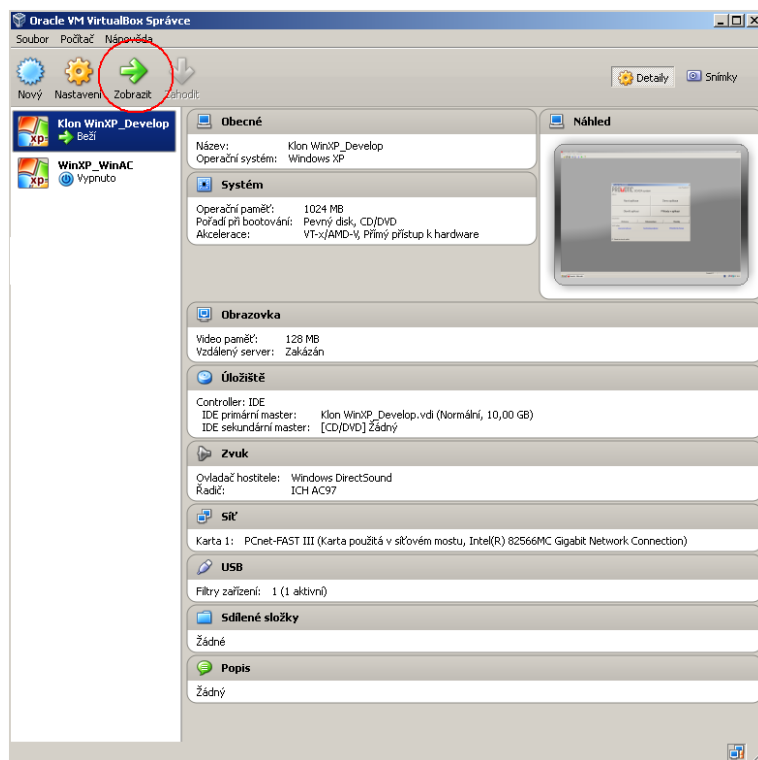 Oracle VM VirtualBox Správce
Soubor Počítač Nápověda
Nový Nastavení Zobrazit Zahodit
Detaily Snímky
Klon WinXP_Develop
Beží
WinXP_WinAC
Vypnuto
Obecné
Název: Klon WinXP_Develop
Operační systém: Windows XP
Systém
Operační paměť: 1024 MB
Pořadí při bootování: Pevný disk, CD/DVD
Akcelerace: VT-x/AMD-V, Přímý přístup k hardware
Náhled
Obrazovka
Video paměť: 128 MB
Vzdálený server: Zakázán
Úložiště
Controller: IDE
IDE primární master: Klon WinXP_Develop.vdi (Normální, 10,00 GB)
IDE sekundární master: [CD/DVD] Žádný
Zvuk
Ovladač hostitele: Windows DirectSound
Řadič: ICH AC97
Síť
Karta 1: PCnet-FAST III (Karta použitá v síťovém mostu, Intel(R) 82566MC Gigabit Network Connection)
USB
Filtry zařízení: 1 (1 aktivní)
Sdílené složky
Žádné
Popis
Žádný